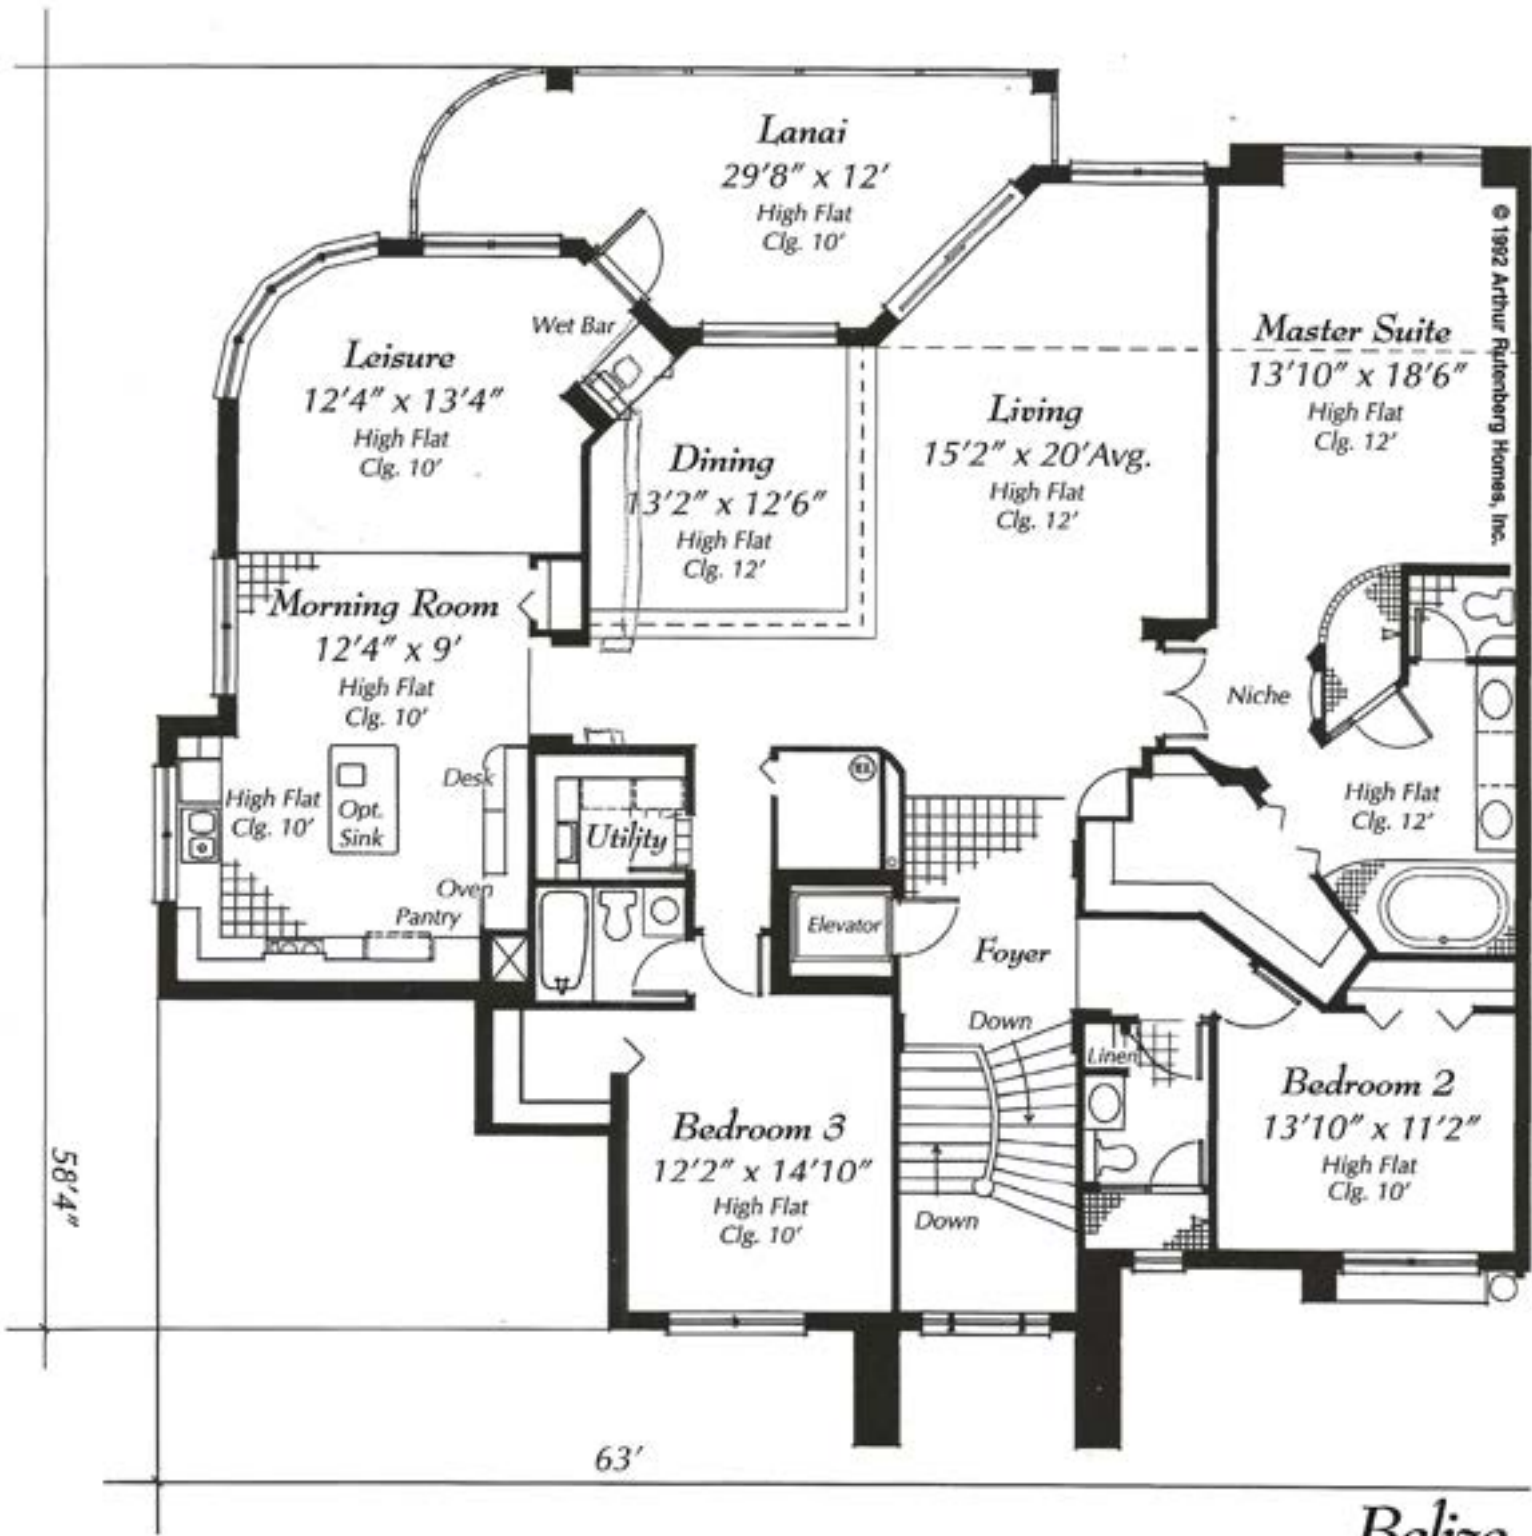 Lanai
29'8" x 12'
High Flat
Clg. 10'
Wet Bar
Leisure
12'4" x 13'4"
High Flat
Clg. 10'
Dining
13'2" x 12'6"
High Flat
Clg. 12'
Living
15'2" x 20'Avg.
High Flat
Clg. 12'
Master Suite
13'10" x 18'6"
High Flat
Clg. 12'
© 1992 Arthur Rutenberg Homes, Inc.
Morning Room
12'4" x 9'
High Flat
Clg. 10'
Niche
High Flat
Clg. 10'
Opt.
Sink
Desk
Utility
High Flat
Clg. 12'
Oven
Pantry
Elevator
Foyer
Down
Linen
Bedroom 2
13'10" x 11'2"
High Flat
Clg. 10'
Bedroom 3
12'2" x 14'10"
High Flat
Clg. 10'
Down
58'4"
63'
Belize